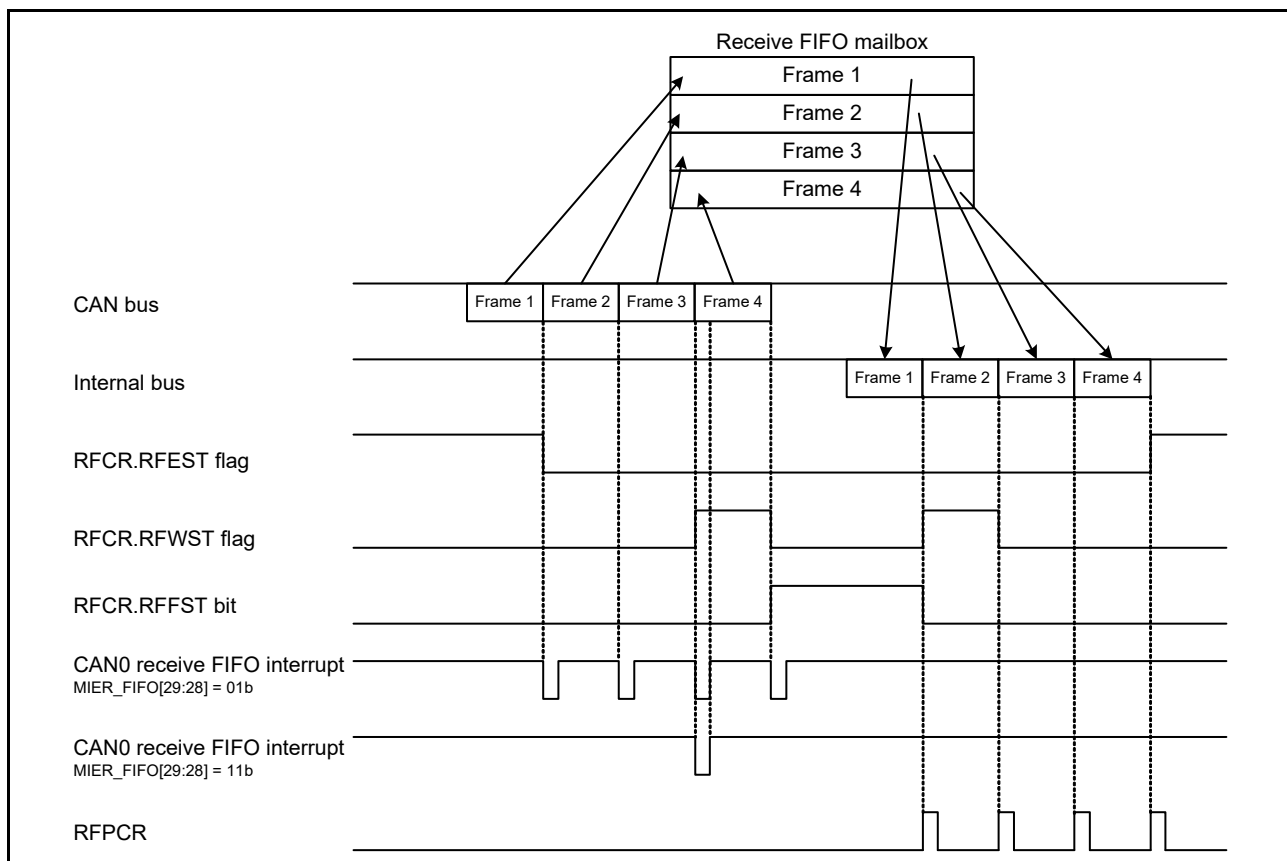 Receive FIFO mailbox
Frame 1
Frame 2
Frame 3
Frame 4
CAN bus
Frame 1 Frame 2 Frame 3 Frame 4
Internal bus
Frame 1 Frame 2 Frame 3 Frame 4
RFCR.RFEST flag
RFCR.RFWST flag
RFCR.RFFST bit
CAN0 receive FIFO interrupt
MIER_FIFO[29:28] = 01b
CAN0 receive FIFO interrupt
MIER_FIFO[29:28] = 11b
RFPCR